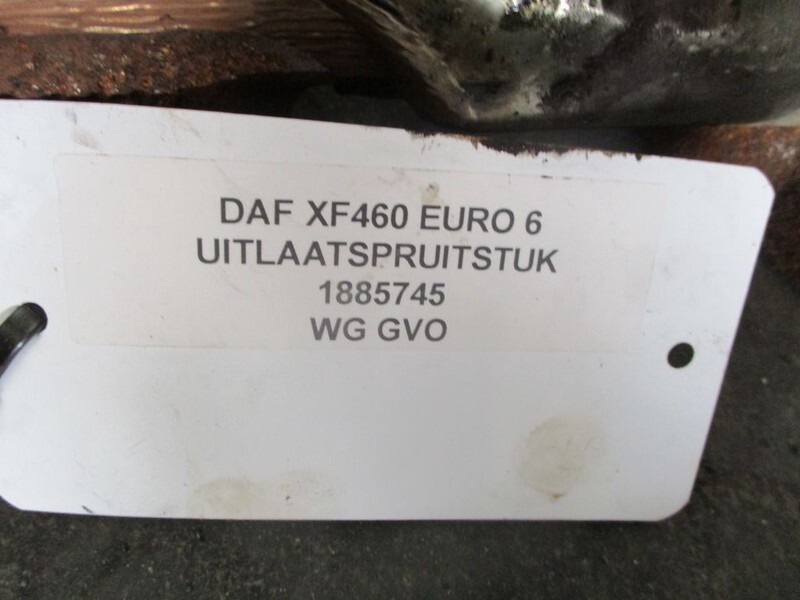 DAF XF460 EURO 6
UITLAATSPRUITSTUK
1885745
WG GVO